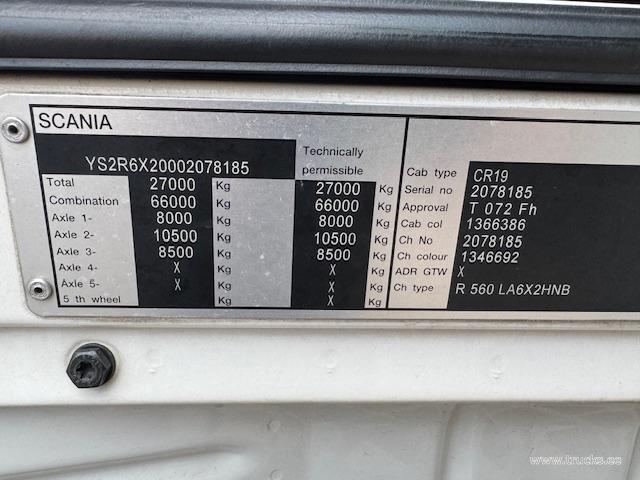 SCANIA
YS2R6X20002078185
Technically
permissible
Total 27000 Kg 27000 Kg
Combination 66000 Kg 66000 Kg
Axle 1- 8000 Kg 8000 Kg
Axle 2- 10500 Kg 10500 Kg
Axle 3- 8500 Kg 8500 Kg
Axle 4- X Kg X Kg
Axle 5- X Kg X Kg
5 th wheel X Kg X Kg
Cab type CR19
Serial no 2078185
Approval T 072 Fh
Cab col 1366386
Ch No 2078185
Ch colour 1346692
ADR GTW X
Ch type R 560 LA6X2HNB
www.trucks.ee